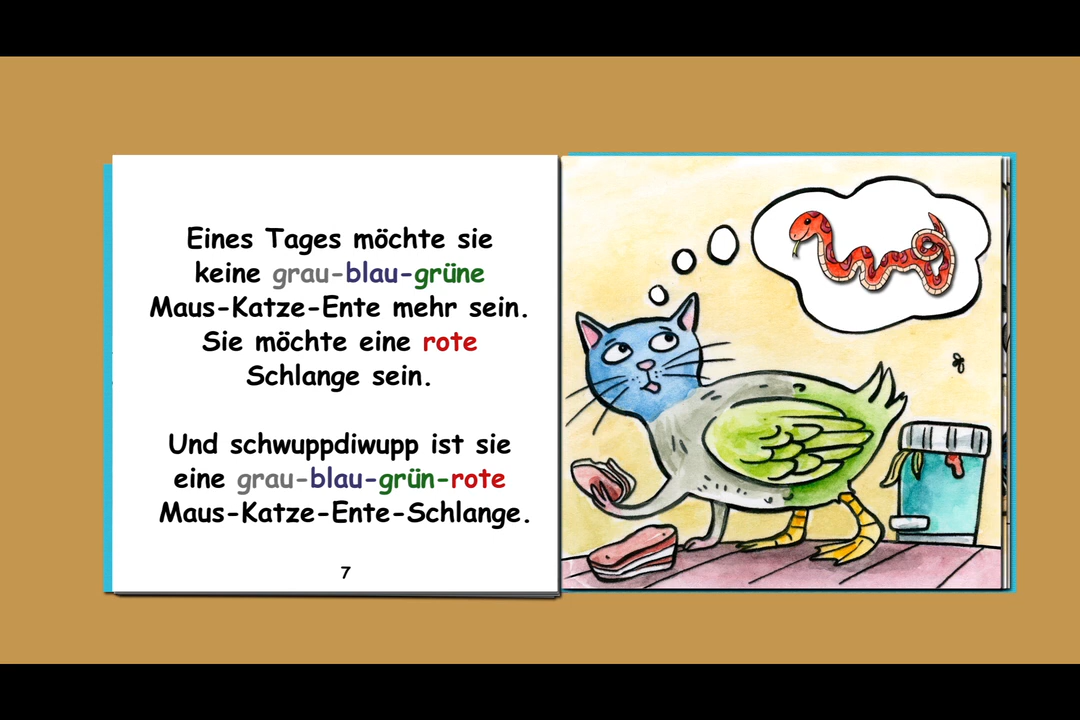 Eines Tages möchte sie
keine grau-blau-grüne
Maus-Katze-Ente mehr sein.
Sie möchte eine rote
Schlange sein.
Und schwuppdiwupp ist sie
eine grau-blau-grün-rote
Maus-Katze-Ente-Schlange.
7